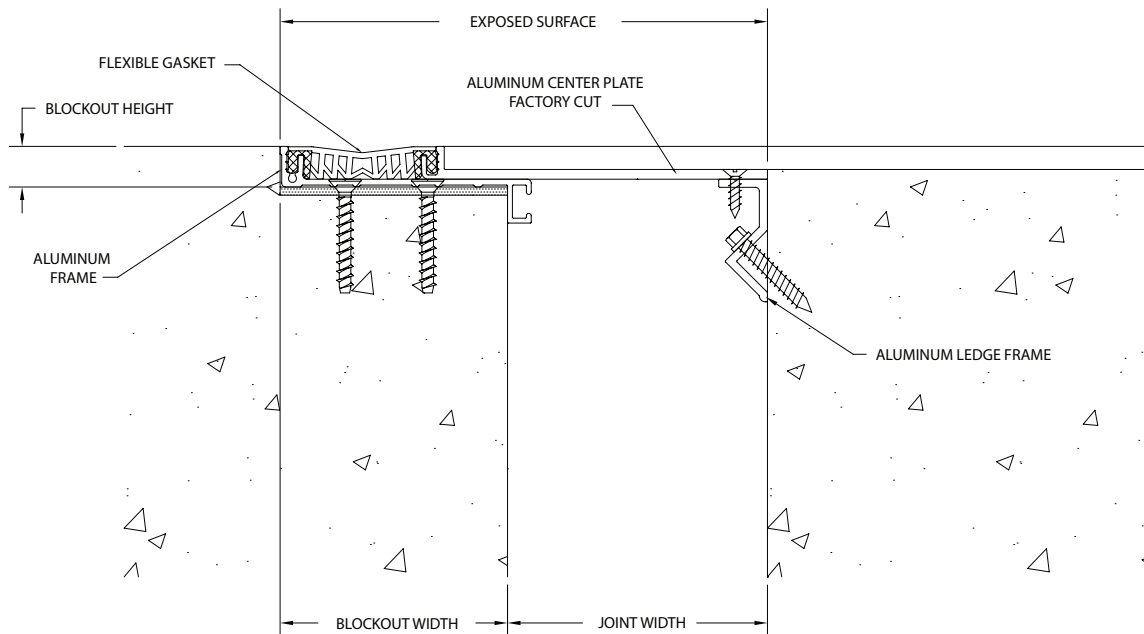 EXPOSED SURFACE
FLEXIBLE GASKET
ALUMINUM CENTER PLATE
FACTORY CUT
BLOCKOUT HEIGHT
ALUMINUM
FRAME
ALUMINUM LEDGE FRAME
BLOCKOUT WIDTH
JOINT WIDTH